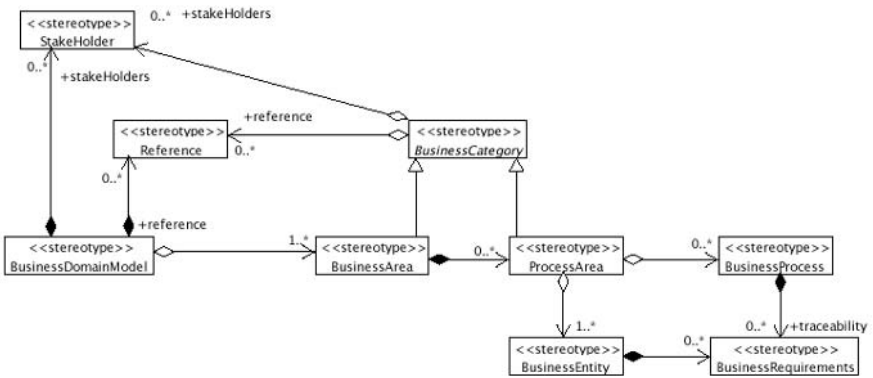 0..* +stakeHolders
<<stereotype>>
StakeHolder
0..*
+stakeHolders
+reference
<<stereotype>>
Reference
0..*
<<stereotype>>
BusinessCategory
0..*
+reference
<<stereotype>>
BusinessDomainModel
1..*
<<stereotype>>
BusinessArea
0..*
<<stereotype>>
ProcessArea
0..*
<<stereotype>>
BusinessProcess
1..*
0..* +traceability
<<stereotype>>
BusinessEntity
0..*
<<stereotype>>
BusinessRequirements